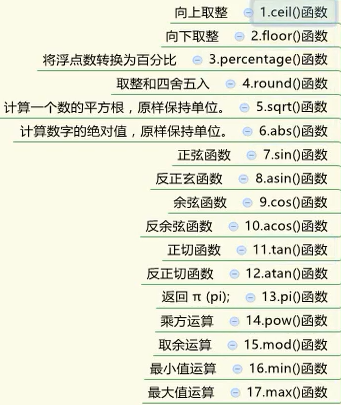 向上取整 1.ceil()函数
向下取整 2.floor()函数
将浮点数转换为百分比 3.percentage()函数
取整和四舍五入 4.round()函数
计算一个数的平方根，原样保持单位。 5.sqrt()函数
计算数字的绝对值，原样保持单位。 6.abs()函数
正弦函数 7.sin()函数
反正玄函数 8.asin()函数
余弦函数 9.cos()函数
反余弦函数 10.acos()函数
正切函数 11.tan()函数
反正切函数 12.atan()函数
返回 π (pi); 13.pi()函数
乘方运算 14.pow()函数
取余运算 15.mod()函数
最小值运算 16.min()函数
最大值运算 17.max()函数